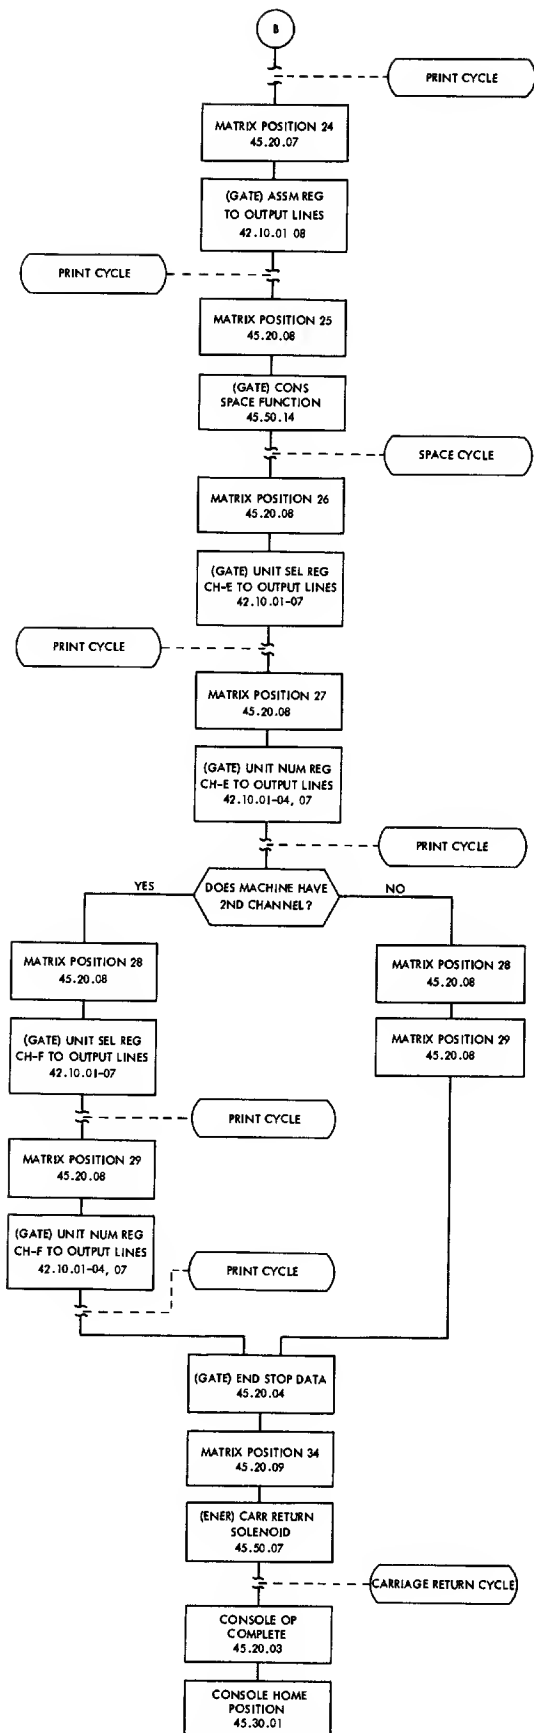 B
PRINT CYCLE
MATRIX POSITION 24
45.20.07
(GATE) ASSM REG
TO OUTPUT LINES
42.10.01 08
PRINT CYCLE
MATRIX POSITION 25
45.20.08
(GATE) CONS
SPACE FUNCTION
45.50.14
SPACE CYCLE
MATRIX POSITION 26
45.20.08
(GATE) UNIT SEL REG
CH-E TO OUTPUT LINES
42.10.01-07
PRINT CYCLE
MATRIX POSITION 27
45.20.08
(GATE) UNIT NUM REG
CH-E TO OUTPUT LINES
42.10.01-04, 07
PRINT CYCLE
DOES MACHINE HAVE
2ND CHANNEL?
YES
NO
MATRIX POSITION 28
45.20.08
MATRIX POSITION 28
45.20.08
(GATE) UNIT SEL REG
CH-F TO OUTPUT LINES
42.10.01-07
MATRIX POSITION 29
45.20.08
PRINT CYCLE
MATRIX POSITION 29
45.20.08
(GATE) UNIT NUM REG
CH-F TO OUTPUT LINES
42.10.01-04, 07
PRINT CYCLE
(GATE) END STOP DATA
45.20.04
MATRIX POSITION 34
45.20.09
(ENER) CARR RETURN
SOLENOID
45.50.07
CARRIAGE RETURN CYCLE
CONSOLE OP
COMPLETE
45.20.03
CONSOLE HOME
POSITION
45.30.01